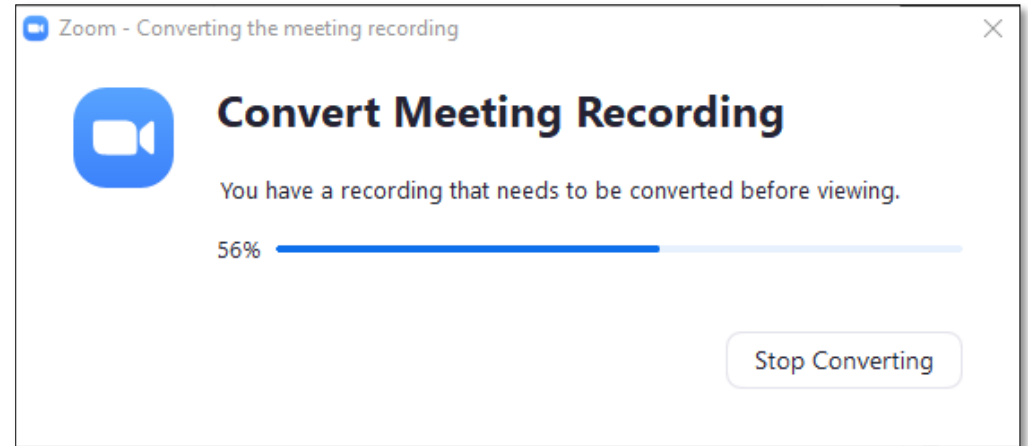 Zoom - Converting the meeting recording
Convert Meeting Recording
You have a recording that needs to be converted before viewing.
56%
Stop Converting